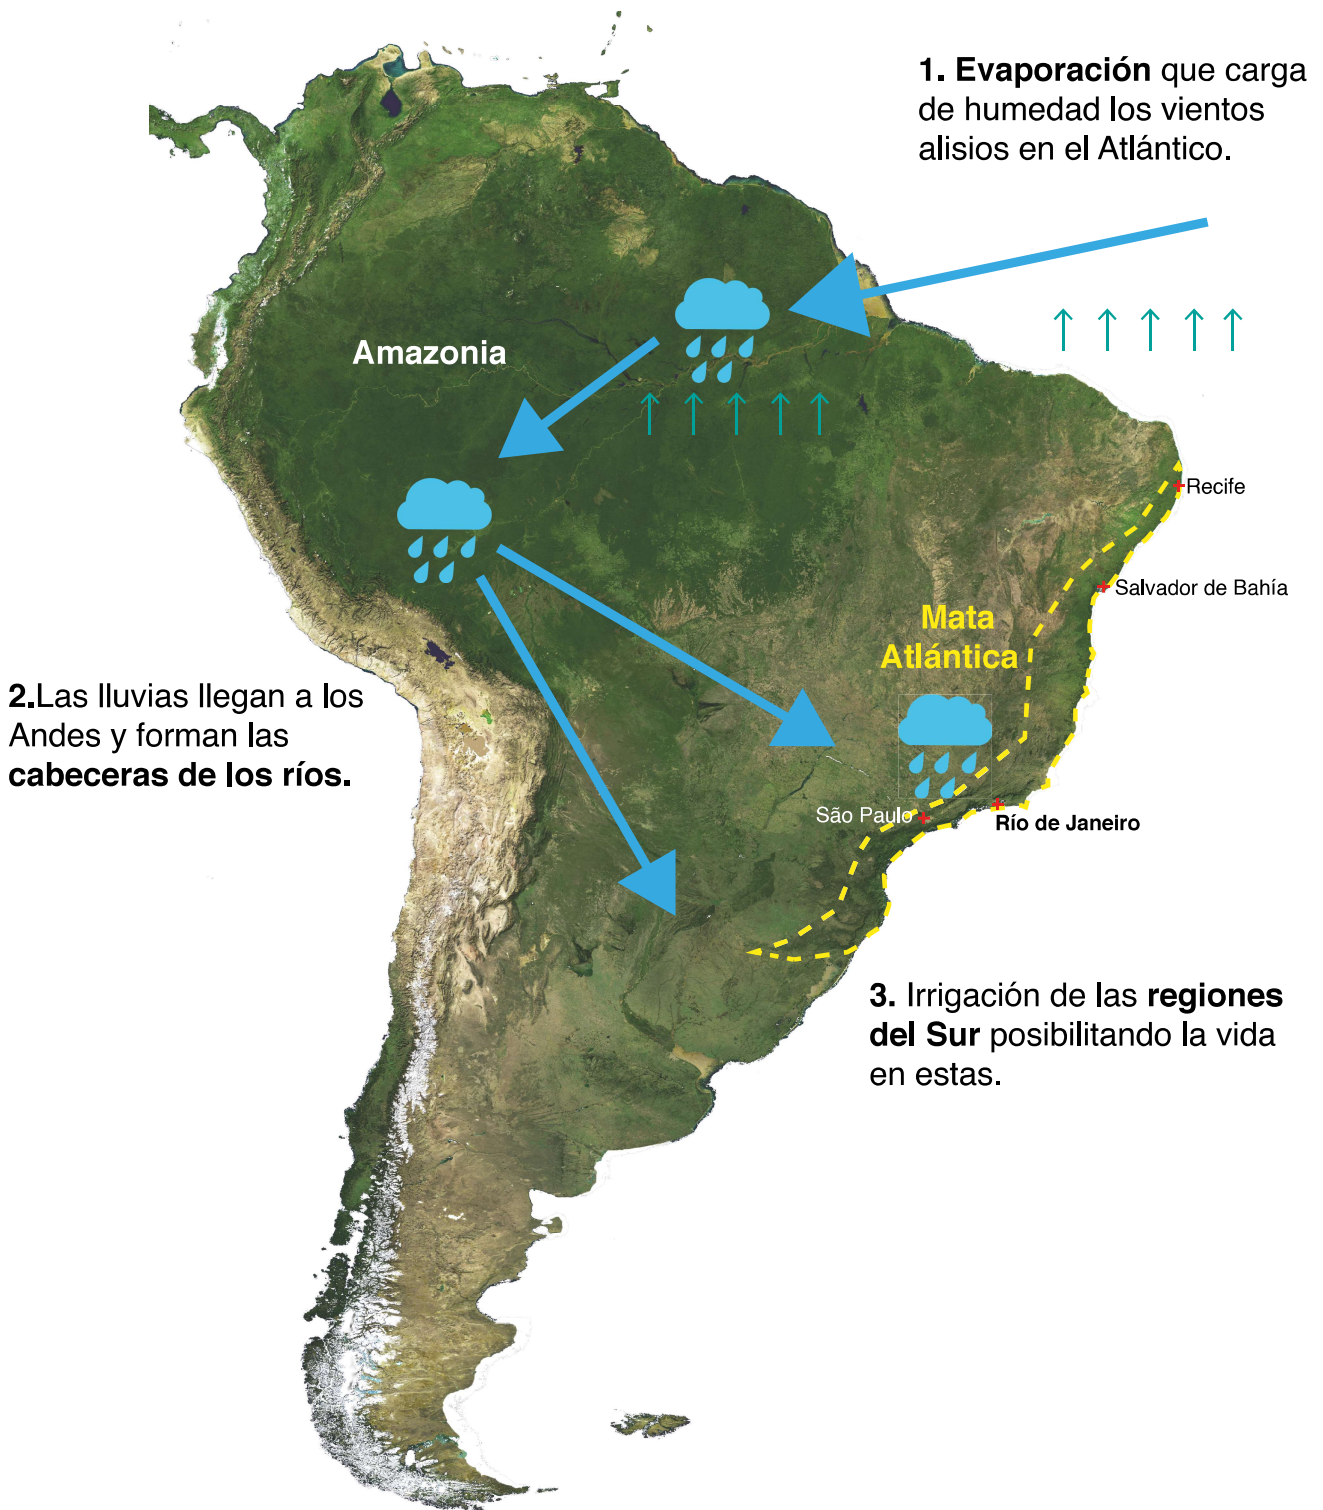 1. Evaporación que carga
de humedad los vientos
alisios en el Atlántico.
Amazonia
Recife
Salvador de Bahía
Mata
Atlántica
2.Las lluvias llegan a los
Andes y forman las
cabeceras de los ríos.
São Paulo
Río de Janeiro
3. Irrigación de las regiones
del Sur posibilitando la vida
en estas.